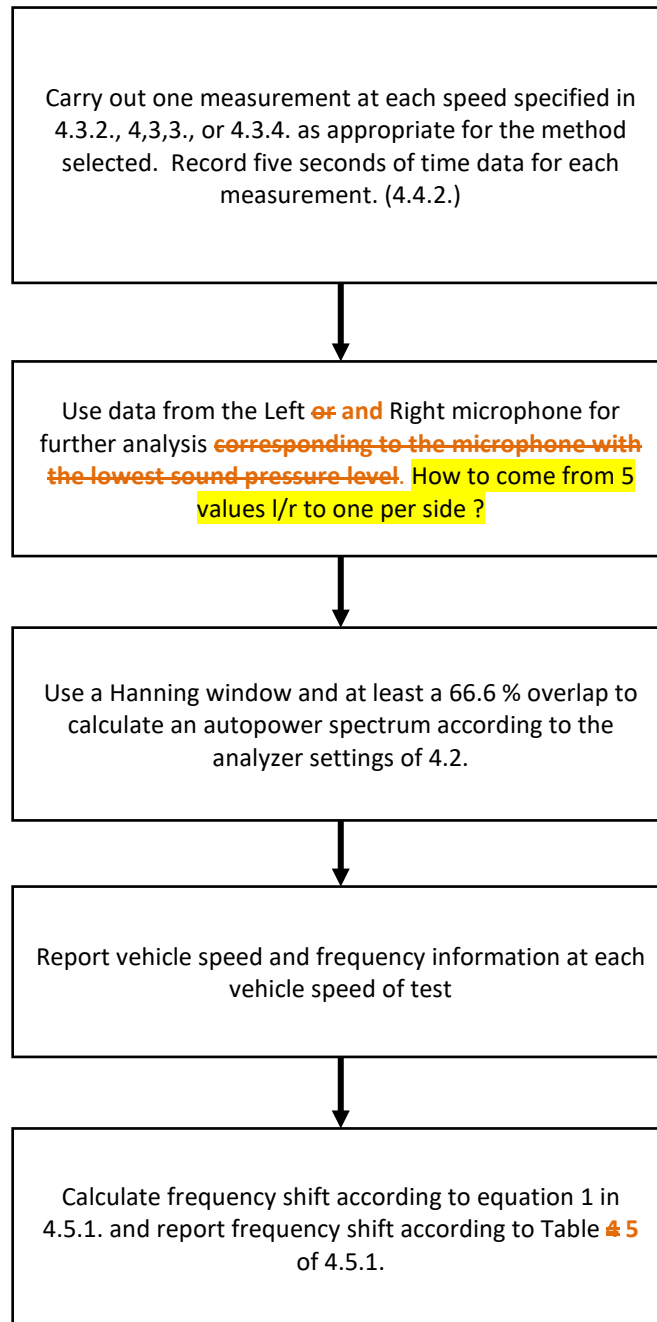 Carry out one measurement at each speed specified in
4.3.2., 4,3,3., or 4.3.4. as appropriate for the method
selected.  Record five seconds of time data for each
measurement. (4.4.2.)
Use data from the Left or and Right microphone for
further analysis corresponding to the microphone with
the lowest sound pressure level. How to come from 5
values l/r to one per side ?
Use a Hanning window and at least a 66.6 % overlap to
calculate an autopower spectrum according to the
analyzer settings of 4.2.
Report vehicle speed and frequency information at each
vehicle speed of test
Calculate frequency shift according to equation 1 in
4.5.1. and report frequency shift according to Table 4 5
of 4.5.1.